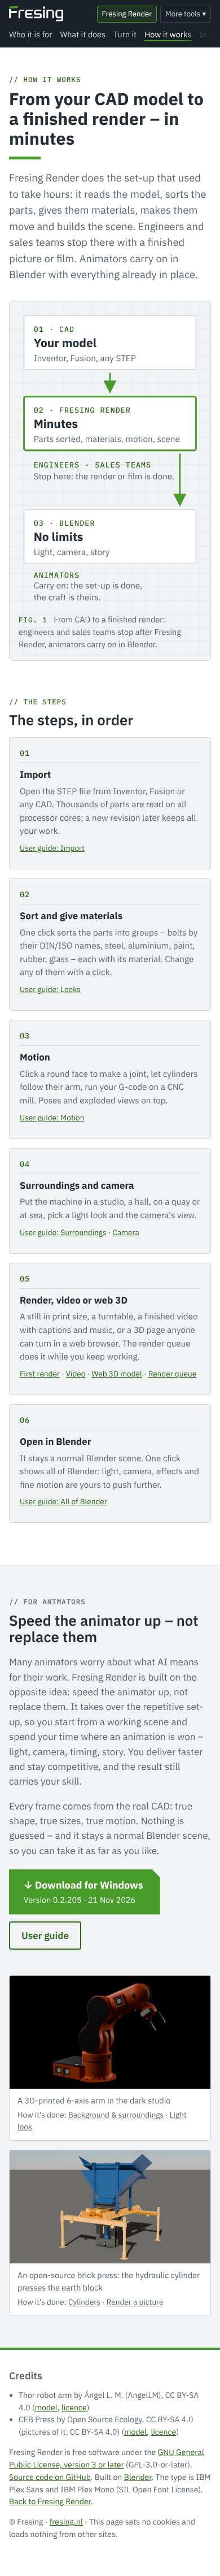 Fresing
Fresing Render
More tools ▾
Who it is for
What it does
Turn it
How it works
// HOW IT WORKS
From your CAD model to
a finished render – in
minutes
Fresing Render does the set-up that used
to take hours: it reads the model, sorts the
parts, gives them materials, makes them
move and builds the scene. Engineers and
sales teams stop there with a finished
picture or film. Animators carry on in
Blender with everything already in place.
01 · CAD
Your model
Inventor, Fusion, any STEP
02 · FRESING RENDER
Minutes
Parts sorted, materials, motion, scene
ENGINEERS · SALES TEAMS
Stop here: the render or film is done.
03 · BLENDER
No limits
Light, camera, story
ANIMATORS
Carry on: the set-up is done,
the craft is theirs.
FIG. 1 From CAD to a finished render:
engineers and sales teams stop after Fresing
Render, animators carry on in Blender.
// THE STEPS
The steps, in order
01
Import
Open the STEP file from Inventor, Fusion or
any CAD. Thousands of parts are read on all
processor cores; a new revision later keeps all
your work.
User guide: Import
02
Sort and give materials
One click sorts the parts into groups – bolts by
their DIN/ISO names, steel, aluminium, paint,
rubber, glass – each with its material. Change
any of them with a click.
User guide: Looks
03
Motion
Click a round face to make a joint, let cylinders
follow their arm, run your G-code on a CNC
mill. Poses and exploded views on top.
User guide: Motion
04
Surroundings and camera
Put the machine in a studio, a hall, on a quay or
at sea, pick a light look and the camera's view.
User guide: Surroundings · Camera
05
Render, video or web 3D
A still in print size, a turntable, a finished video
with captions and music, or a 3D page anyone
can turn in a web browser. The render queue
does it while you keep working.
First render · Video · Web 3D model · Render queue
06
Open in Blender
It stays a normal Blender scene. One click
shows all of Blender: light, camera, effects and
fine motion are yours to push further.
User guide: All of Blender
// FOR ANIMATORS
Speed the animator up – not
replace them
Many animators worry about what AI means
for their work. Fresing Render is built on the
opposite idea: speed the animator up, not
replace them. It takes over the repetitive set-
up, so you start from a working scene and
spend your time where an animation is won –
light, camera, timing, story. You deliver faster
and stay competitive, and the result still
carries your skill.
Every frame comes from the real CAD: true
shape, true sizes, true motion. Nothing is
guessed – and it stays a normal Blender scene,
so you can take it as far as you like.
↓ Download for Windows
Version 0.2.205 · 21 Nov 2026
User guide
A 3D-printed 6-axis arm in the dark studio
How it's done: Background & surroundings · Light
look
An open-source brick press: the hydraulic cylinder
presses the earth block
How it's done: Cylinders · Render a picture
Credits
• Thor robot arm by Ángel L. M. (AngelLM), CC BY-SA
4.0 (model, licence)
• CEB Press by Open Source Ecology, CC BY-SA 4.0
(pictures of it: CC BY-SA 4.0) (model, licence)
Fresing Render is free software under the GNU General
Public License, version 3 or later (GPL-3.0-or-later).
Source code on GitHub. Built on Blender. The type is IBM
Plex Sans and IBM Plex Mono (SIL Open Font License).
Back to Fresing Render.
© Fresing · fresing.nl · This page sets no cookies and
loads nothing from other sites.